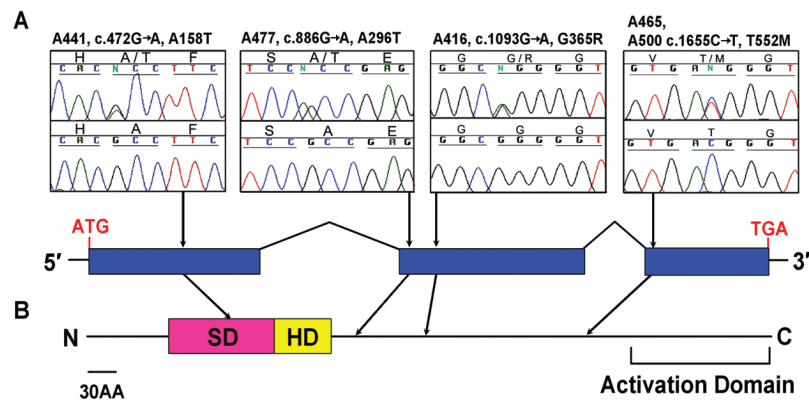 A
A441, c.472G→A, A158T
H A/T F
C A C N C C T T C
H A F
C A C G C C T T C
A477, c.886G→A, A296T
S A/T E
T C C N C C G A G
S A E
T C C G C C G A G
A416, c.1093G→A, G365R
G G/R G
G G C N G G G G T
G G G
G G C G G G G G T
A465,
A500 c.1655C→T, T552M
V T/M G
G T G A N G G G T
V T G
G T G A C G G G T
ATG
TGA
5′
3′
B
N
SD
HD
C
30AA
Activation Domain